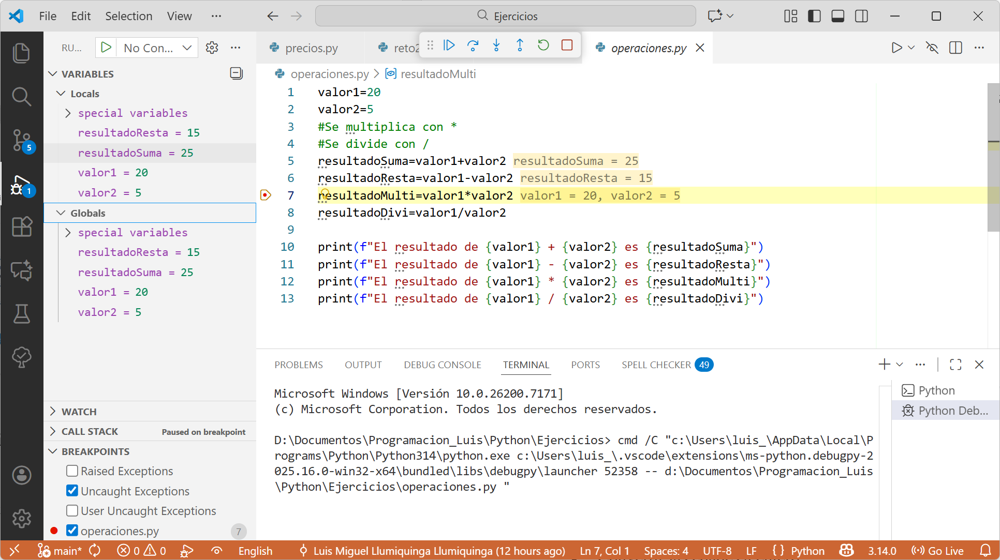 File Edit Selection View ··· Ejercicios
RU... No Con... ···
precios.py operaciones.py
VARIABLES
Locals
special variables
resultadoResta = 15
resultadoSuma = 25
valor1 = 20
valor2 = 5
Globals
special variables
resultadoResta = 15
resultadoSuma = 25
valor1 = 20
valor2 = 5
WATCH
CALL STACK Paused on breakpoint
BREAKPOINTS
Raised Exceptions
Uncaught Exceptions
User Uncaught Exceptions
operaciones.py 7
5
1
operaciones.py > resultadoMulti
1 valor1=20
2 valor2=5
3 #Se multiplica con *
4 #Se divide con /
5 resultadoSuma=valor1+valor2 resultadoSuma = 25
6 resultadoResta=valor1-valor2 resultadoResta = 15
7 resultadoMulti=valor1*valor2 valor1 = 20, valor2 = 5
8 resultadoDivi=valor1/valor2
9
10 print(f"El resultado de {valor1} + {valor2} es {resultadoSuma}")
11 print(f"El resultado de {valor1} - {valor2} es {resultadoResta}")
12 print(f"El resultado de {valor1} * {valor2} es {resultadoMulti}")
13 print(f"El resultado de {valor1} / {valor2} es {resultadoDivi}")
PROBLEMS OUTPUT DEBUG CONSOLE TERMINAL PORTS SPELL CHECKER 49
Microsoft Windows [Versión 10.0.26200.7171]
(c) Microsoft Corporation. Todos los derechos reservados.
D:\Documentos\Programacion_Luis\Python\Ejercicios> cmd /C "c:\Users\luis_\AppData\Local\P
rograms\Python\Python314\python.exe c:\Users\luis_\.vscode\extensions\ms-python.debugpy-2
025.16.0-win32-x64\bundled\libs\debugpy\launcher 52358 -- d:\Documentos\Programacion_Luis
\Python\Ejercicios\operaciones.py "
Python
Python Deb...
main* 0 0 English Luis Miguel Llumiquinga Llumiquinga (12 hours ago) Ln 7, Col 1 Spaces: 4 UTF-8 LF { } Python 3.14.0 Go Live